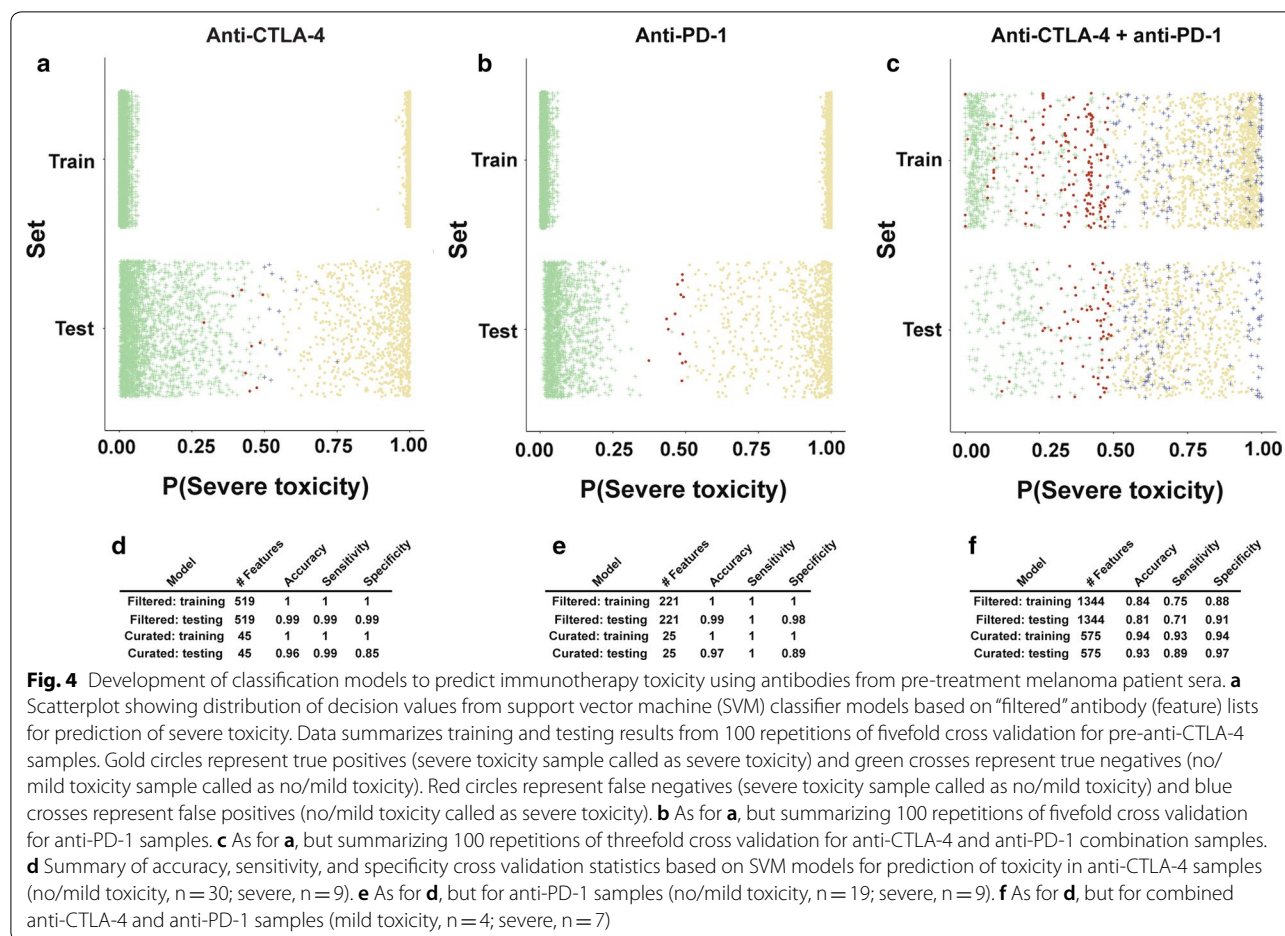 Anti-CTLA-4
Anti-PD-1
Anti-CTLA-4 + anti-PD-1
a
b
c
Set
Train
Test
0.00 0.25 0.50 0.75 1.00
P(Severe toxicity)
Set
Train
Test
0.00 0.25 0.50 0.75 1.00
P(Severe toxicity)
Set
Train
Test
0.00 0.25 0.50 0.75 1.00
P(Severe toxicity)
d
Model # Features Accuracy Sensitivity Specificity
Filtered: training 519 1 1 1
Filtered: testing 519 0.99 0.99 0.99
Curated: training 45 1 1 1
Curated: testing 45 0.96 0.99 0.85
e
Model # Features Accuracy Sensitivity Specificity
Filtered: training 221 1 1 1
Filtered: testing 221 0.99 1 0.98
Curated: training 25 1 1 1
Curated: testing 25 0.97 1 0.89
f
Model # Features Accuracy Sensitivity Specificity
Filtered: training 1344 0.84 0.75 0.88
Filtered: testing 1344 0.81 0.71 0.91
Curated: training 575 0.94 0.93 0.94
Curated: testing 575 0.93 0.89 0.97
Fig. 4 Development of classification models to predict immunotherapy toxicity using antibodies from pre-treatment melanoma patient sera. a
Scatterplot showing distribution of decision values from support vector machine (SVM) classifier models based on “filtered” antibody (feature) lists
for prediction of severe toxicity. Data summarizes training and testing results from 100 repetitions of fivefold cross validation for pre-anti-CTLA-4
samples. Gold circles represent true positives (severe toxicity sample called as severe toxicity) and green crosses represent true negatives (no/
mild toxicity sample called as no/mild toxicity). Red circles represent false negatives (severe toxicity sample called as no/mild toxicity) and blue
crosses represent false positives (no/mild toxicity called as severe toxicity). b As for a, but summarizing 100 repetitions of fivefold cross validation
for anti-PD-1 samples. c As for a, but summarizing 100 repetitions of threefold cross validation for anti-CTLA-4 and anti-PD-1 combination samples.
d Summary of accuracy, sensitivity, and specificity cross validation statistics based on SVM models for prediction of toxicity in anti-CTLA-4 samples
(no/mild toxicity, n = 30; severe, n = 9). e As for d, but for anti-PD-1 samples (no/mild toxicity, n = 19; severe, n = 9). f As for d, but for combined
anti-CTLA-4 and anti-PD-1 samples (mild toxicity, n = 4; severe, n = 7)